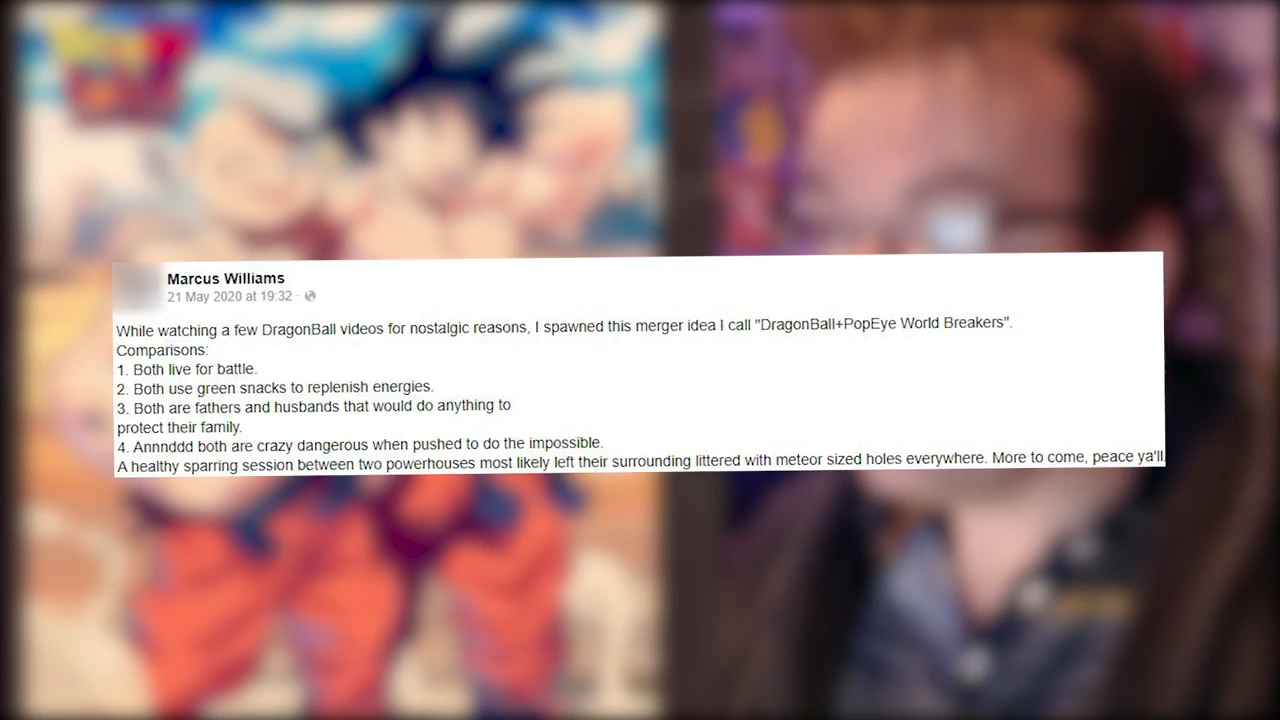 Marcus Williams
21 May 2020 at 19:32 ·
While watching a few DragonBall videos for nostalgic reasons, I spawned this merger idea I call "DragonBall+PopEye World Breakers".
Comparisons:
1. Both live for battle.
2. Both use green snacks to replenish energies.
3. Both are fathers and husbands that would do anything to
protect their family.
4. Annnddd both are crazy dangerous when pushed to do the impossible.
A healthy sparring session between two powerhouses most likely left their surrounding littered with meteor sized holes everywhere. More to come, peace ya'll